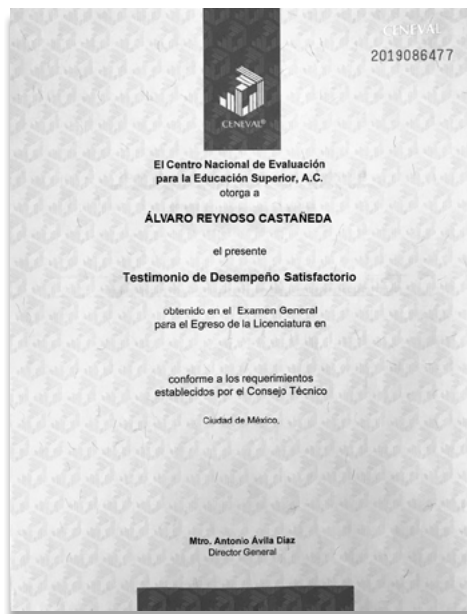 CENEVAL
2019086477
CENEVAL®
El Centro Nacional de Evaluación
para la Educación Superior, A.C.
otorga a
ÁLVARO REYNOSO CASTAÑEDA
el presente
Testimonio de Desempeño Satisfactorio
obtenido en el Examen General
para el Egreso de la Licenciatura en
conforme a los requerimientos
establecidos por el Consejo Técnico
Ciudad de México,
Mtro. Antonio Ávila Díaz
Director General